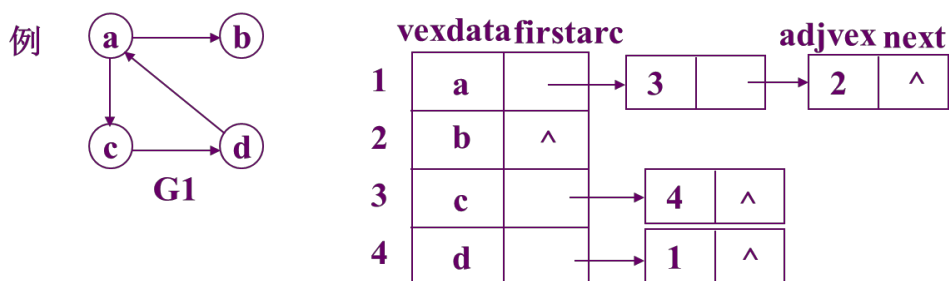 例 a b
c d
G1
vexdata firstarc adjvex next
1 a 3 2 ^
2 b ^
3 c 4 ^
4 d 1 ^